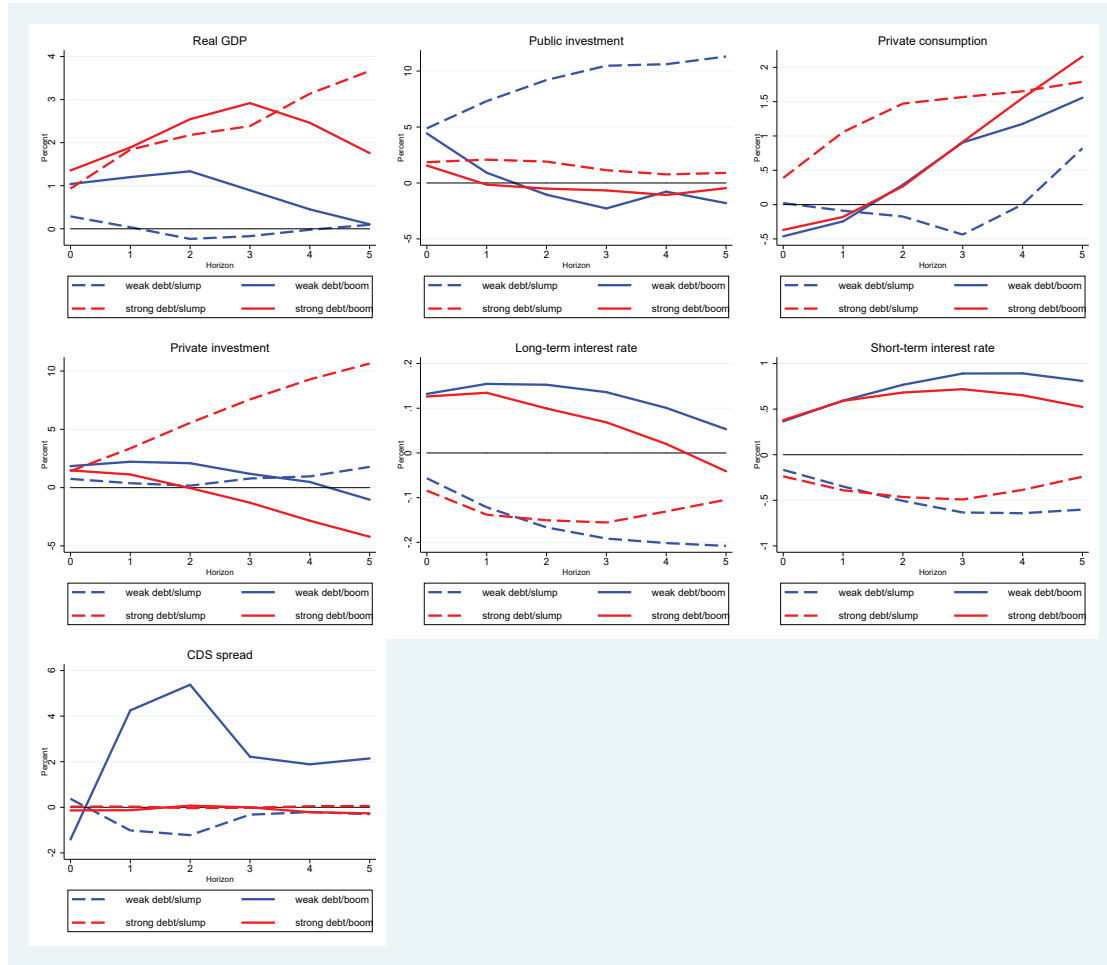 Real GDP
Percent
4
3
2
1
0
0 1 2 3 4 5
Horizon
weak debt/slump weak debt/boom
strong debt/slump strong debt/boom
Public investment
Percent
10
5
0
-5
0 1 2 3 4 5
Horizon
weak debt/slump weak debt/boom
strong debt/slump strong debt/boom
Private consumption
Percent
2
1.5
1
.5
0
-.5
0 1 2 3 4 5
Horizon
weak debt/slump weak debt/boom
strong debt/slump strong debt/boom
Private investment
Percent
10
5
0
-5
0 1 2 3 4 5
Horizon
weak debt/slump weak debt/boom
strong debt/slump strong debt/boom
Long-term interest rate
Percent
.2
.1
0
-.1
-.2
0 1 2 3 4 5
Horizon
weak debt/slump weak debt/boom
strong debt/slump strong debt/boom
Short-term interest rate
Percent
1
.5
0
-.5
-1
0 1 2 3 4 5
Horizon
weak debt/slump weak debt/boom
strong debt/slump strong debt/boom
CDS spread
Percent
6
4
2
0
-2
0 1 2 3 4 5
Horizon
weak debt/slump weak debt/boom
strong debt/slump strong debt/boom